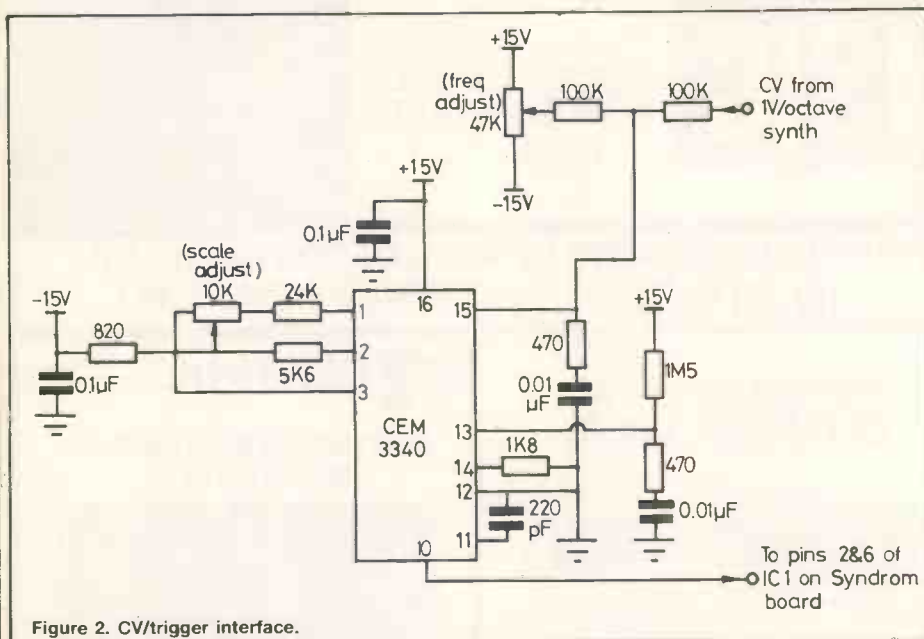 +15V
(freq
adjust)
47K
100K
100K
CV from
1V/octave
synth
-15V
+15V
0.1µF
(scale
adjust)
-15V
10K
24K
820
5K6
0.1µF
1
2
3
16
15
CEM
3340
13
14
12
11
10
470
0.01
µF
+15V
1M5
1K8
220
pF
470
0.01µF
To pins 2&6 of
IC1 on Syndrom
board
Figure 2. CV/trigger interface.